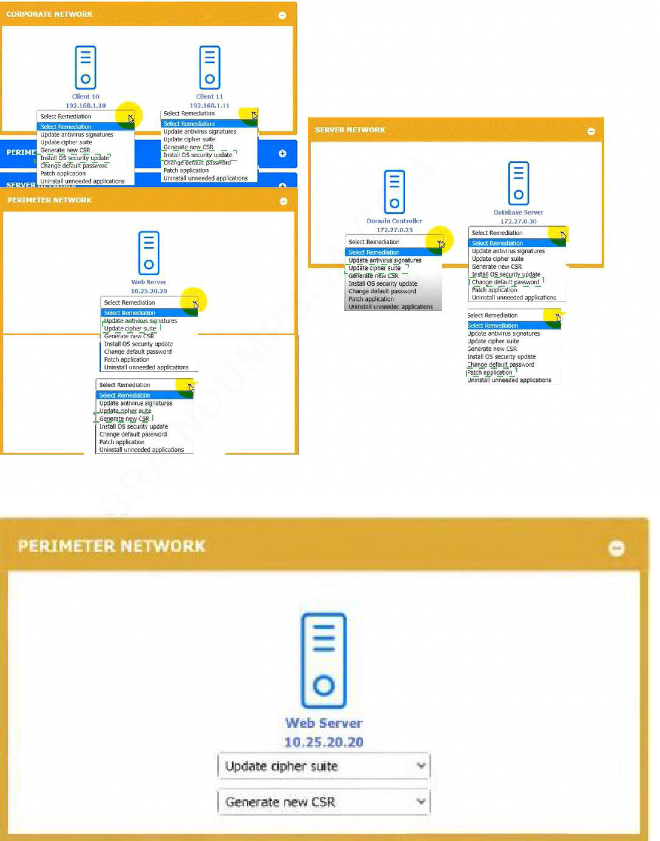 CORPORATE NETWORK
Client 10
192.168.1.10
Select Remediation
Select Remediation
Update antivirus signatures
Update cipher suite
Generate new CSR
Install OS security update
Change default password
Patch application
Uninstall unneeded applications
Client 11
192.168.1.11
Select Remediation
Select Remediation
Update antivirus signatures
Update cipher suite
Generate new CSR
Install OS security update
Change default password
Patch application
Uninstall unneeded applications
PERIME
SERVER NETWORK
PERIMETER NETWORK
Web Server
10.25.20.20
Select Remediation
Select Remediation
Update antivirus signatures
Update cipher suite
Generate new CSR
Install OS security update
Change default password
Patch application
Uninstall unneeded applications
Select Remediation
Select Remediation
Update antivirus signatures
Update cipher suite
Generate new CSR
Install OS security update
Change default password
Patch application
Uninstall unneeded applications
SERVER NETWORK
Domain Controller
172.27.0.25
Select Remediation
Select Remediation
Update antivirus signatures
Update cipher suite
Generate new CSR
Install OS security update
Change default password
Patch application
Uninstall unneeded applications
Database Server
172.27.0.30
Select Remediation
Select Remediation
Update antivirus signatures
Update cipher suite
Generate new CSR
Install OS security update
Change default password
Patch application
Uninstall unneeded applications
Select Remediation
Select Remediation
Update antivirus signatures
Update cipher suite
Generate new CSR
Install OS security update
Change default password
Patch application
Uninstall unneeded applications
PERIMETER NETWORK
Web Server
10.25.20.20
Update cipher suite
Generate new CSR